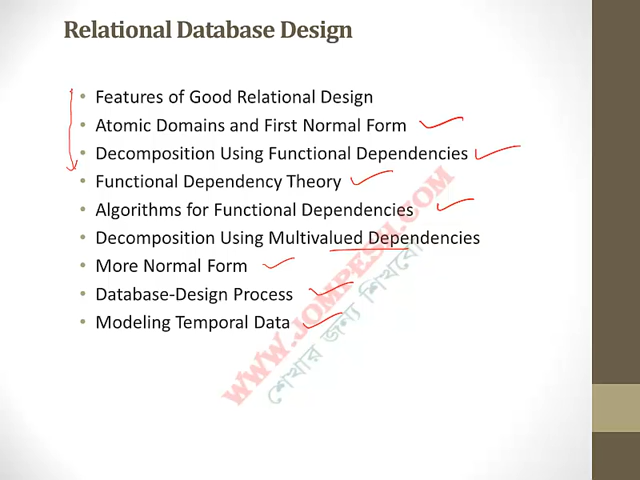 Relational Database Design
• Features of Good Relational Design
• Atomic Domains and First Normal Form
• Decomposition Using Functional Dependencies
• Functional Dependency Theory
• Algorithms for Functional Dependencies
• Decomposition Using Multivalued Dependencies
• More Normal Form
• Database-Design Process
• Modeling Temporal Data
WWW.JOMPESH.COM
শেখার জন্য শিখবো